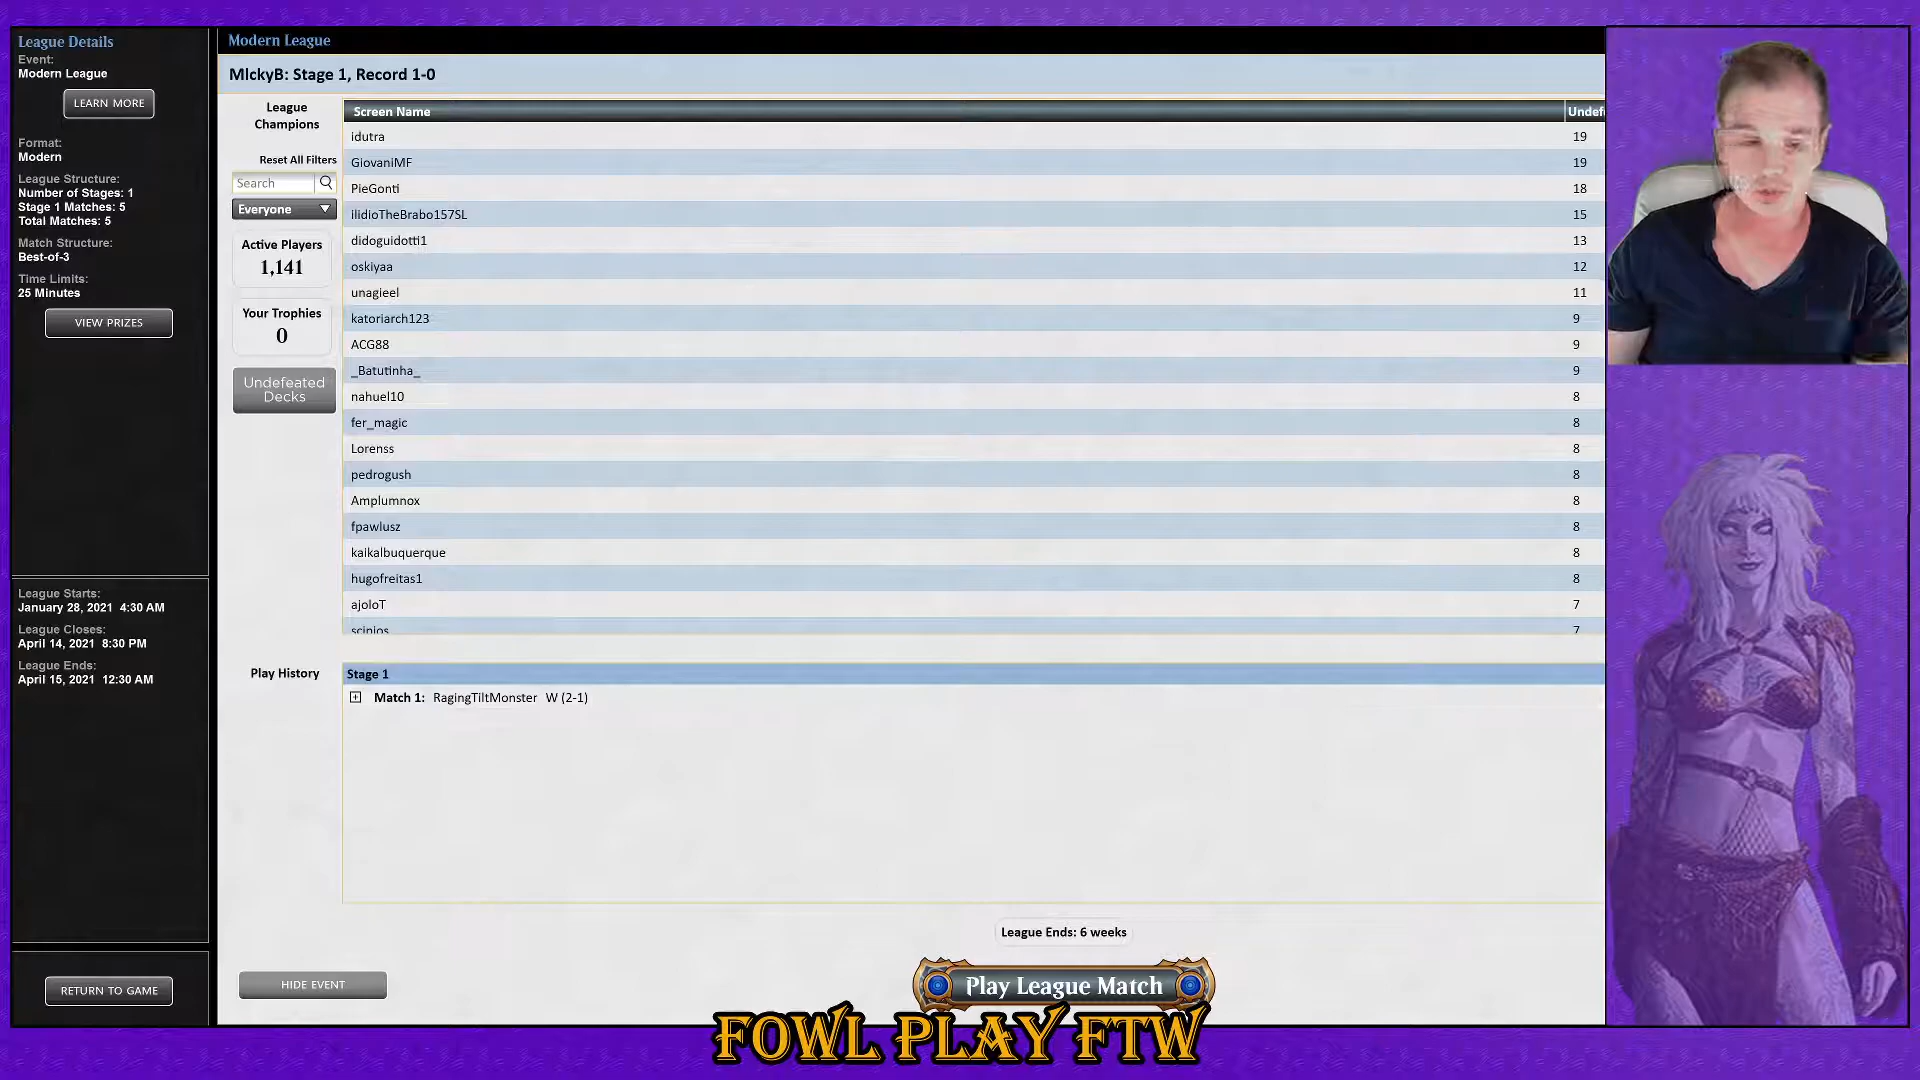 League Details
Event:
Modern League
LEARN MORE
Format:
Modern
League Structure:
Number of Stages: 1
Stage 1 Matches: 5
Total Matches: 5
Match Structure:
Best-of-3
Time Limits:
25 Minutes
VIEW PRIZES
League Starts:
January 28, 2021 4:30 AM
League Closes:
April 14, 2021 8:30 PM
League Ends:
April 15, 2021 12:30 AM
RETURN TO GAME
Modern League
MIckyB: Stage 1, Record 1-0
League
Champions
Reset All Filters
Search
Everyone
Active Players
1,141
Your Trophies
0
Undefeated
Decks
Screen Name Undef
idutra 19
GiovaniMF 19
PieGonti 18
ilidioTheBrabo157SL 15
didoguidotti1 13
oskiyaa 12
unagieel 11
katoriarch123 9
ACG88 9
_Batutinha_ 9
nahuel10 8
fer_magic 8
Lorenss 8
pedrogush 8
Amplumnox 8
fpawlusz 8
kaikalbuquerque 8
hugofreitas1 8
ajoloT 7
scipios 7
Play History
Stage 1
Match 1: RagingTiltMonster W (2-1)
League Ends: 6 weeks
HIDE EVENT
Play League Match
FOWL PLAY FTW